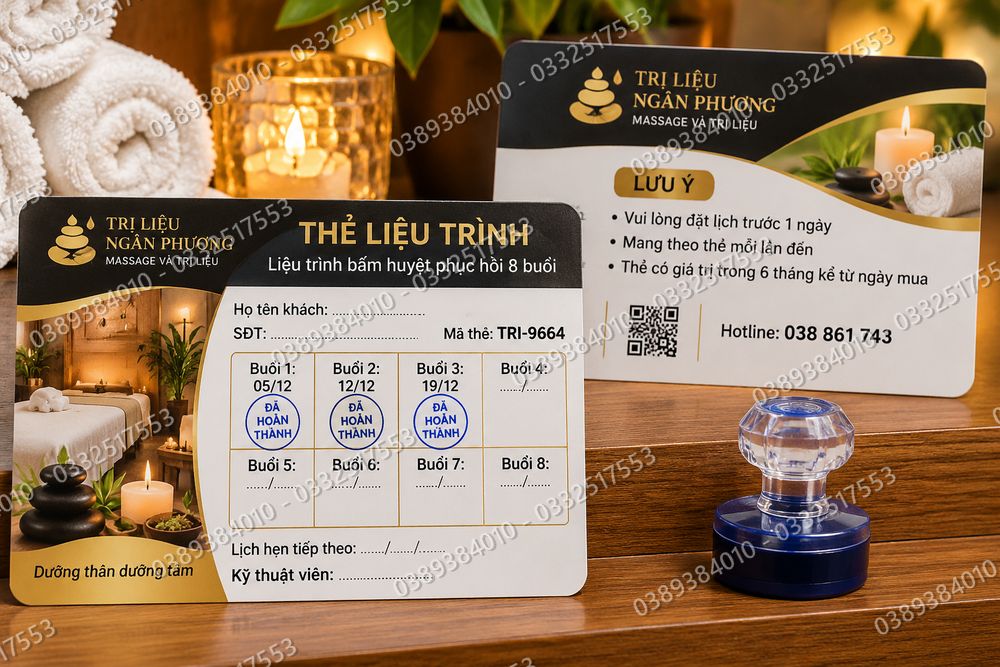 TRỊ LIỆU
NGÂN PHƯƠNG
MASSAGE VÀ TRỊ LIỆU
THẺ LIỆU TRÌNH
Liệu trình bấm huyệt phục hồi 8 buổi
Họ tên khách: ........................
SĐT: ........................
Mã thẻ: TRI-9664
Buổi 1:
05/12
ĐÃ
HOÀN
THÀNH
Buổi 2:
12/12
ĐÃ
HOÀN
THÀNH
Buổi 3:
19/12
ĐÃ
HOÀN
THÀNH
Buổi 4:
....../......
Buổi 5:
....../......
Buổi 6:
....../......
Buổi 7:
....../......
Buổi 8:
....../......
Lịch hẹn tiếp theo: ....../....../......
Kỹ thuật viên: ........................
Dưỡng thân dưỡng tâm
TRỊ LIỆU
NGÂN PHƯƠNG
MASSAGE VÀ TRỊ LIỆU
LƯU Ý
• Vui lòng đặt lịch trước 1 ngày
• Mang theo thẻ mỗi lần đến
• Thẻ có giá trị trong 6 tháng kể từ ngày mua
Hotline: 038 861 743
0389384010 - 0332517553